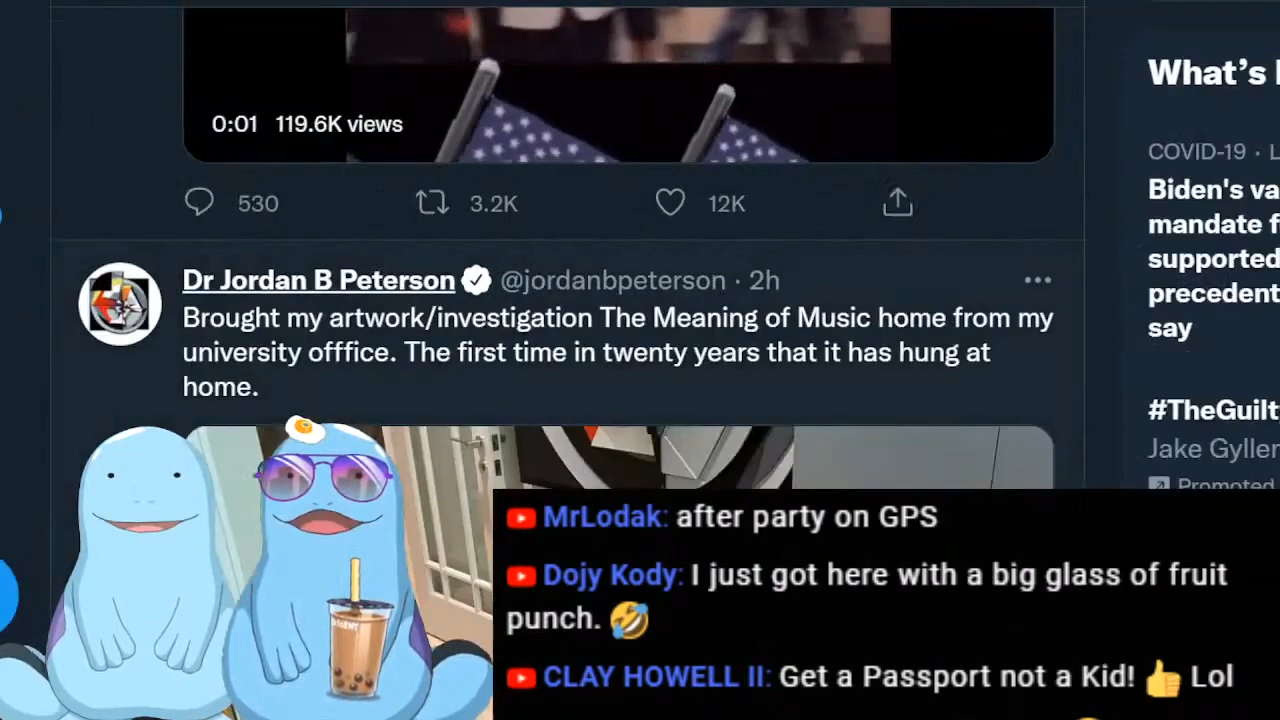 0:01 119.6K views
530 3.2K 12K
Dr Jordan B Peterson @jordanbpeterson · 2h ···
Brought my artwork/investigation The Meaning of Music home from my
university offfice. The first time in twenty years that it has hung at
home.
What's
COVID-19 ·
Biden's va
mandate f
supported
precedent
say
#TheGuilt
Jake Gyller
Promoted
MrLodak: after party on GPS
Dojy Kody: I just got here with a big glass of fruit
punch. 🤣
CLAY HOWELL II: Get a Passport not a Kid! 👍 Lol